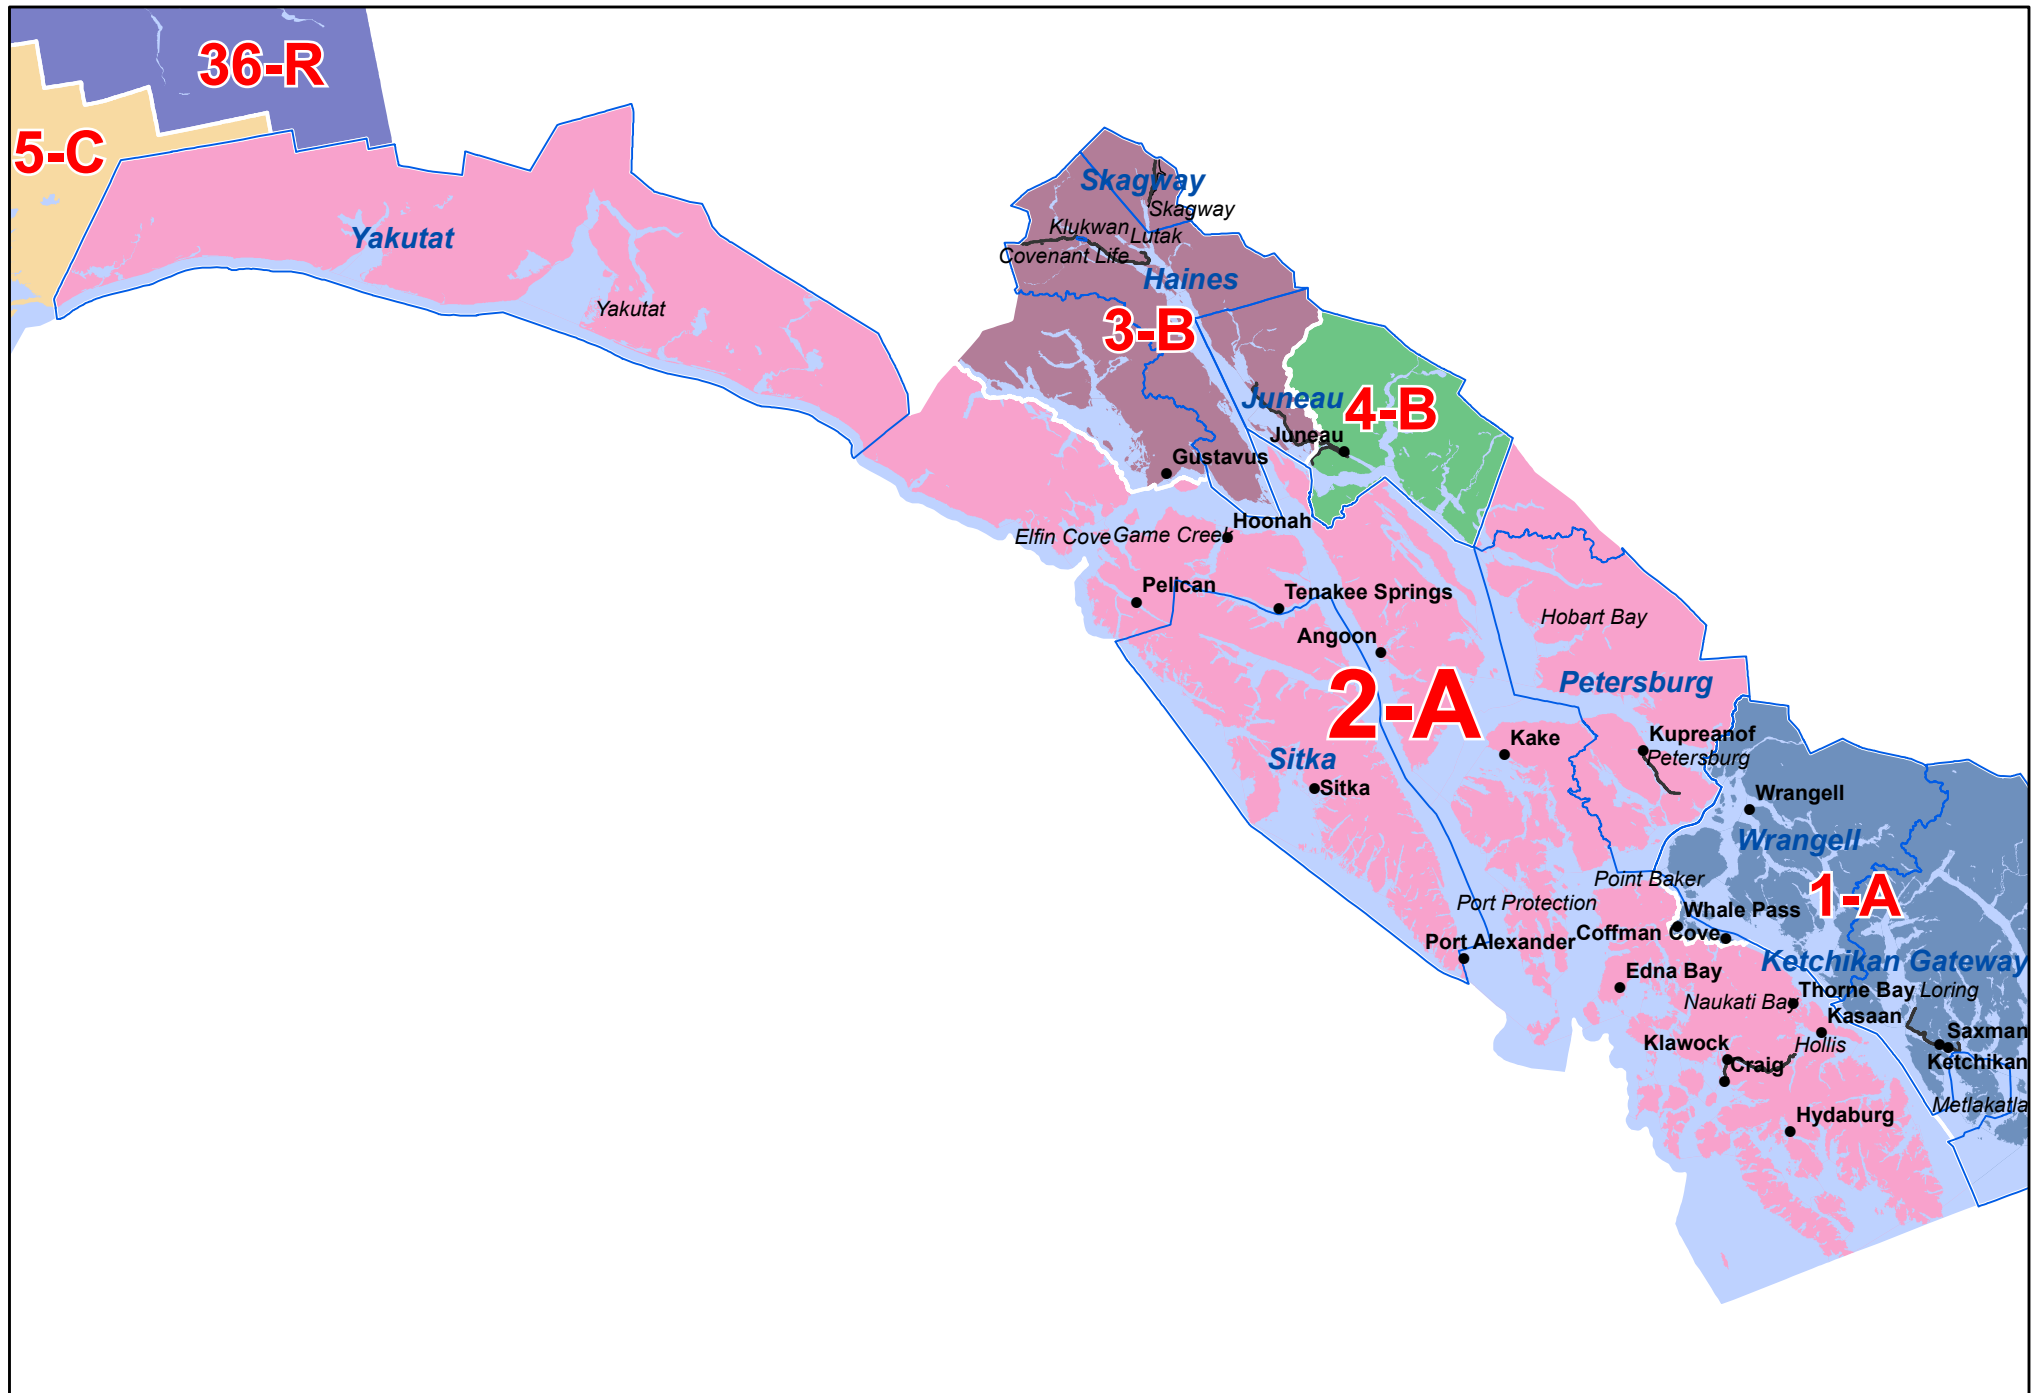 36-R
5-C
Skagway
Skagway
Yakutat
Klukwan
Lutak
Covenant Life
Haines
Yakutat
3-B
Juneau
4-B
Juneau
Gustavus
Hoonah
Elfin Cove
Game Creek
Pelican
Tenakee Springs
Hobart Bay
Angoon
2-A
Petersburg
Kake
Kupreanof
Petersburg
Sitka
Sitka
Wrangell
Wrangell
Point Baker
1-A
Port Protection
Whale Pass
Coffman Cove
Port Alexander
Ketchikan Gateway
Edna Bay
Naukati Bay
Thorne Bay
Loring
Kasaan
Saxman
Klawock
Hollis
Craig
Ketchikan
Metlakatla
Hydaburg